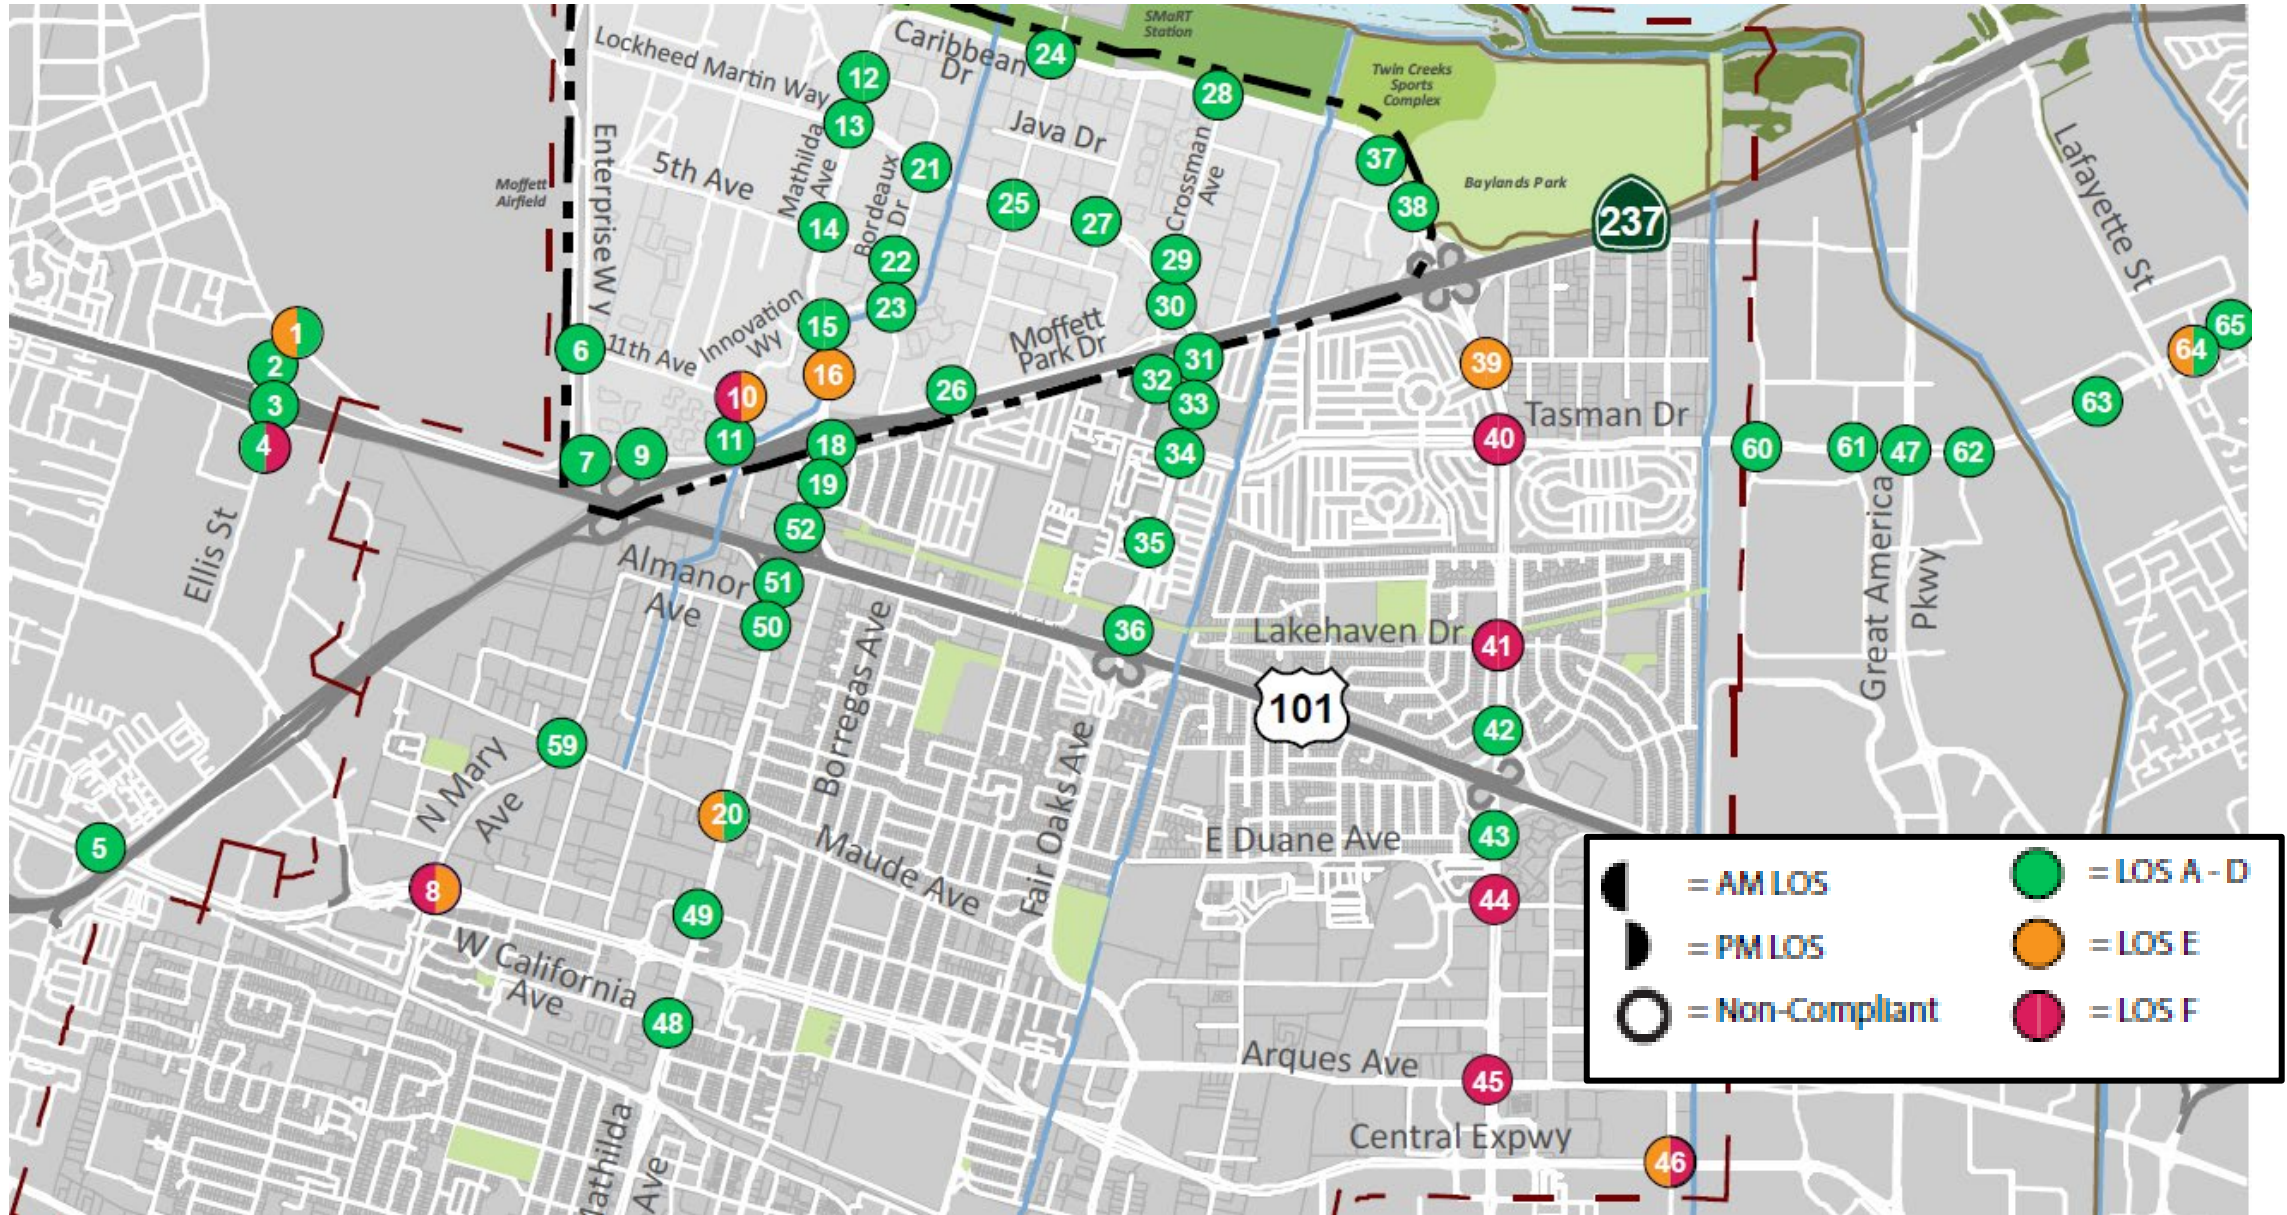 SMaRT
Station
Caribbean
Dr
24
Lockheed Martin Way
12
28
Twin Creeks
Sports
Complex
13
Java Dr
Mathilda
Ave
Enterprise W y
5th Ave
21
Bordeaux
Dr
Crossman
Ave
37
Baylands Park
Lafayette St
Moffett
Airfield
25
27
38
237
14
22
29
23
30
Innovation
Wy
15
Moffett
Park Dr
1
2
6
11th Ave
16
31
32
39
65
64
3
10
26
33
Tasman Dr
63
4
7
9
11
18
34
40
60
61
47
62
19
52
35
Ellis St
Almanor
Ave
51
50
36
Lakehaven Dr
41
Great America
Pkwy
Borregas Ave
101
42
59
N Mary
Ave
20
Maude Ave
Fair Oaks Ave
E Duane Ave
43
5
8
49
44
W California
Ave
48
Arques Ave
45
Central Expwy
46
Mathilda
Ave
= AM LOS
= LOS A - D
= PM LOS
= LOS E
= Non-Compliant
= LOS F